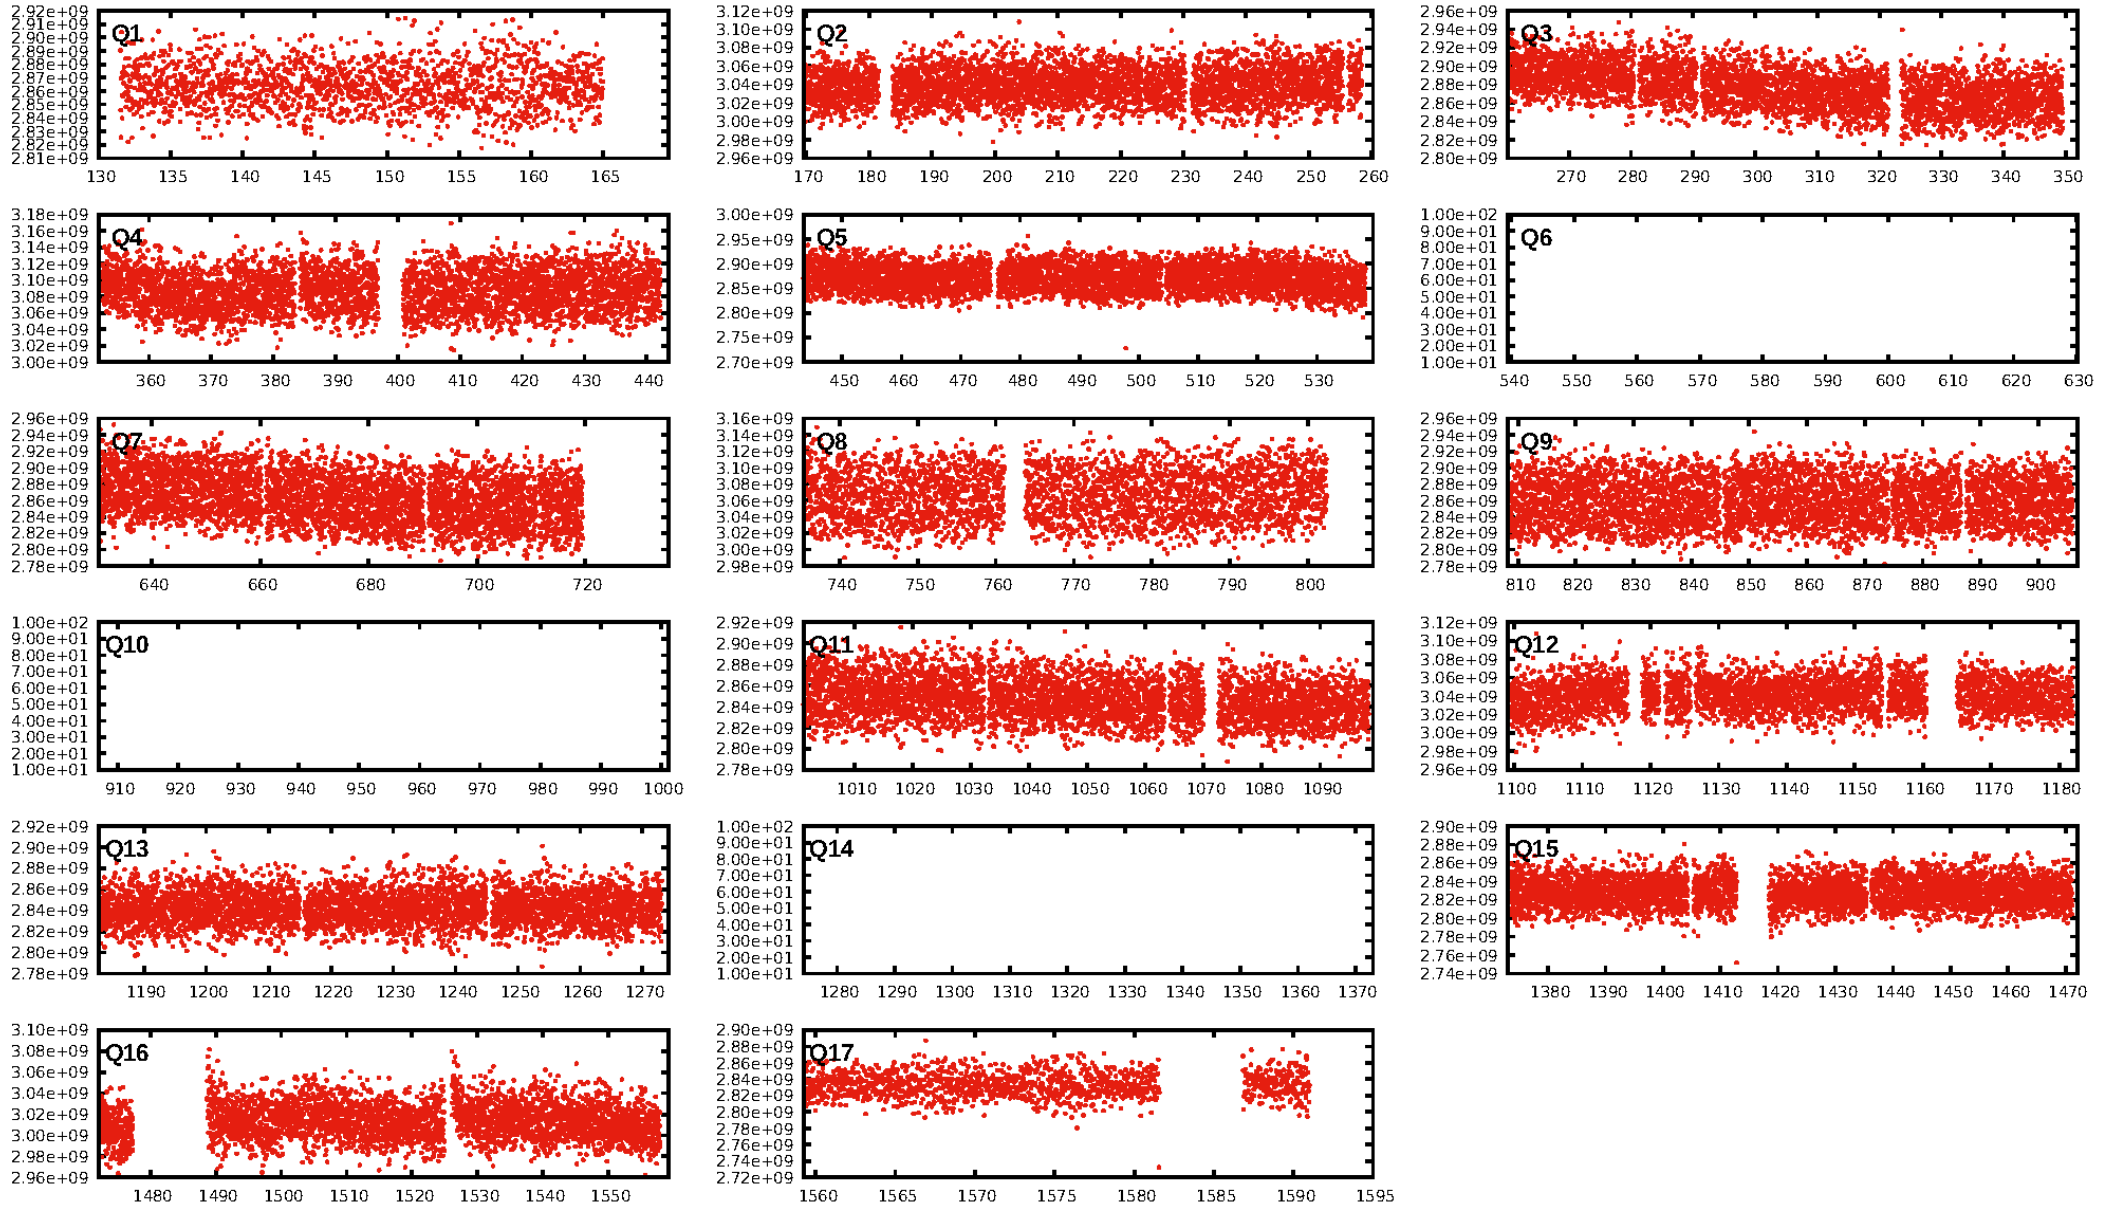 Q1
2.92e+09
2.91e+09
2.90e+09
2.89e+09
2.88e+09
2.87e+09
2.86e+09
2.85e+09
2.84e+09
2.83e+09
2.82e+09
2.81e+09
130 135 140 145 150 155 160 165
Q2
3.12e+09
3.10e+09
3.08e+09
3.06e+09
3.04e+09
3.02e+09
3.00e+09
2.98e+09
2.96e+09
170 180 190 200 210 220 230 240 250 260
Q3
2.96e+09
2.94e+09
2.92e+09
2.90e+09
2.88e+09
2.86e+09
2.84e+09
2.82e+09
2.80e+09
270 280 290 300 310 320 330 340 350
Q4
3.18e+09
3.16e+09
3.14e+09
3.12e+09
3.10e+09
3.08e+09
3.06e+09
3.04e+09
3.02e+09
3.00e+09
360 370 380 390 400 410 420 430 440
Q5
3.00e+09
2.95e+09
2.90e+09
2.85e+09
2.80e+09
2.75e+09
2.70e+09
450 460 470 480 490 500 510 520 530
Q6
1.00e+02
9.00e+01
8.00e+01
7.00e+01
6.00e+01
5.00e+01
4.00e+01
3.00e+01
2.00e+01
1.00e+01
540 550 560 570 580 590 600 610 620 630
Q7
2.96e+09
2.94e+09
2.92e+09
2.90e+09
2.88e+09
2.86e+09
2.84e+09
2.82e+09
2.80e+09
2.78e+09
640 660 680 700 720
Q8
3.16e+09
3.14e+09
3.12e+09
3.10e+09
3.08e+09
3.06e+09
3.04e+09
3.02e+09
3.00e+09
2.98e+09
740 750 760 770 780 790 800
Q9
2.96e+09
2.94e+09
2.92e+09
2.90e+09
2.88e+09
2.86e+09
2.84e+09
2.82e+09
2.80e+09
2.78e+09
810 820 830 840 850 860 870 880 890 900
Q10
1.00e+02
9.00e+01
8.00e+01
7.00e+01
6.00e+01
5.00e+01
4.00e+01
3.00e+01
2.00e+01
1.00e+01
910 920 930 940 950 960 970 980 990 1000
Q11
2.92e+09
2.90e+09
2.88e+09
2.86e+09
2.84e+09
2.82e+09
2.80e+09
2.78e+09
1010 1020 1030 1040 1050 1060 1070 1080 1090
Q12
3.12e+09
3.10e+09
3.08e+09
3.06e+09
3.04e+09
3.02e+09
3.00e+09
2.98e+09
2.96e+09
1100 1110 1120 1130 1140 1150 1160 1170 1180
Q13
2.92e+09
2.90e+09
2.88e+09
2.86e+09
2.84e+09
2.82e+09
2.80e+09
2.78e+09
1190 1200 1210 1220 1230 1240 1250 1260 1270
Q14
1.00e+02
9.00e+01
8.00e+01
7.00e+01
6.00e+01
5.00e+01
4.00e+01
3.00e+01
2.00e+01
1.00e+01
1280 1290 1300 1310 1320 1330 1340 1350 1360 1370
Q15
2.90e+09
2.88e+09
2.86e+09
2.84e+09
2.82e+09
2.80e+09
2.78e+09
2.76e+09
2.74e+09
1380 1390 1400 1410 1420 1430 1440 1450 1460 1470
Q16
3.10e+09
3.08e+09
3.06e+09
3.04e+09
3.02e+09
3.00e+09
2.98e+09
2.96e+09
1480 1490 1500 1510 1520 1530 1540 1550
Q17
2.90e+09
2.88e+09
2.86e+09
2.84e+09
2.82e+09
2.80e+09
2.78e+09
2.76e+09
2.74e+09
2.72e+09
1560 1565 1570 1575 1580 1585 1590 1595